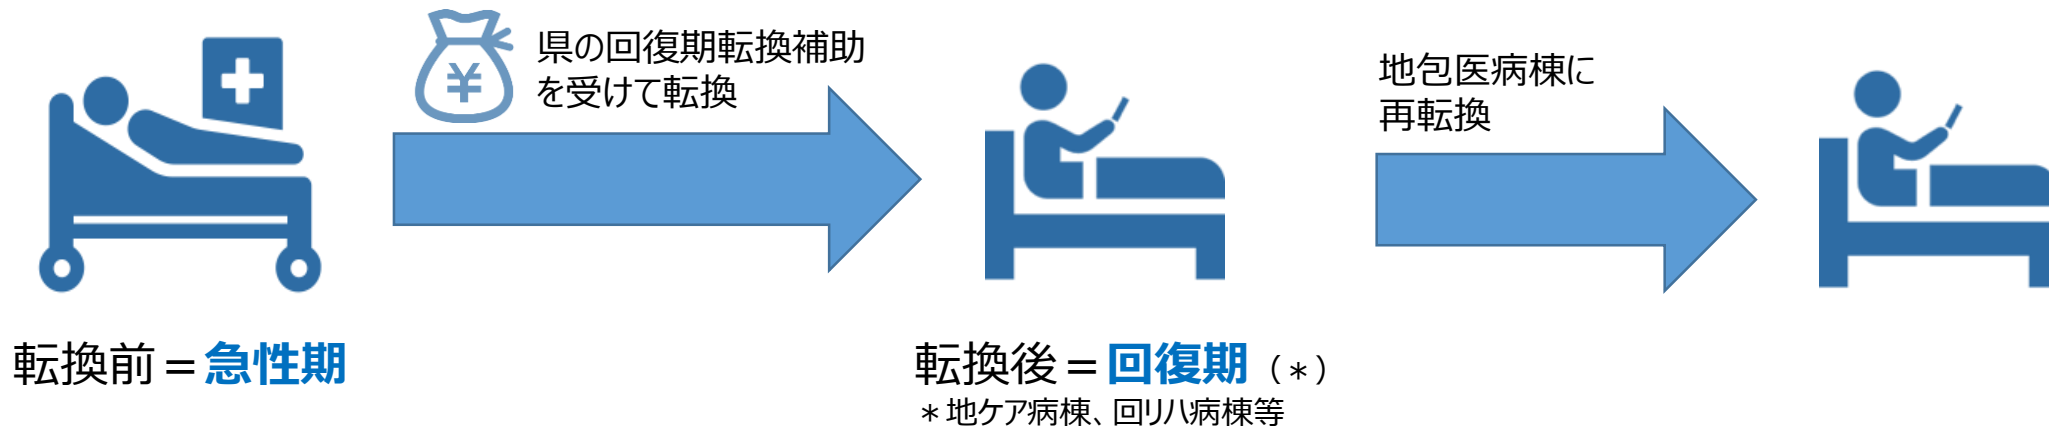 県の回復期転換補助
を受けて転換
地包医病棟に
再転換
¥
転換前＝急性期
転換後＝回復期（＊）
＊地ケア病棟、回リハ病棟等